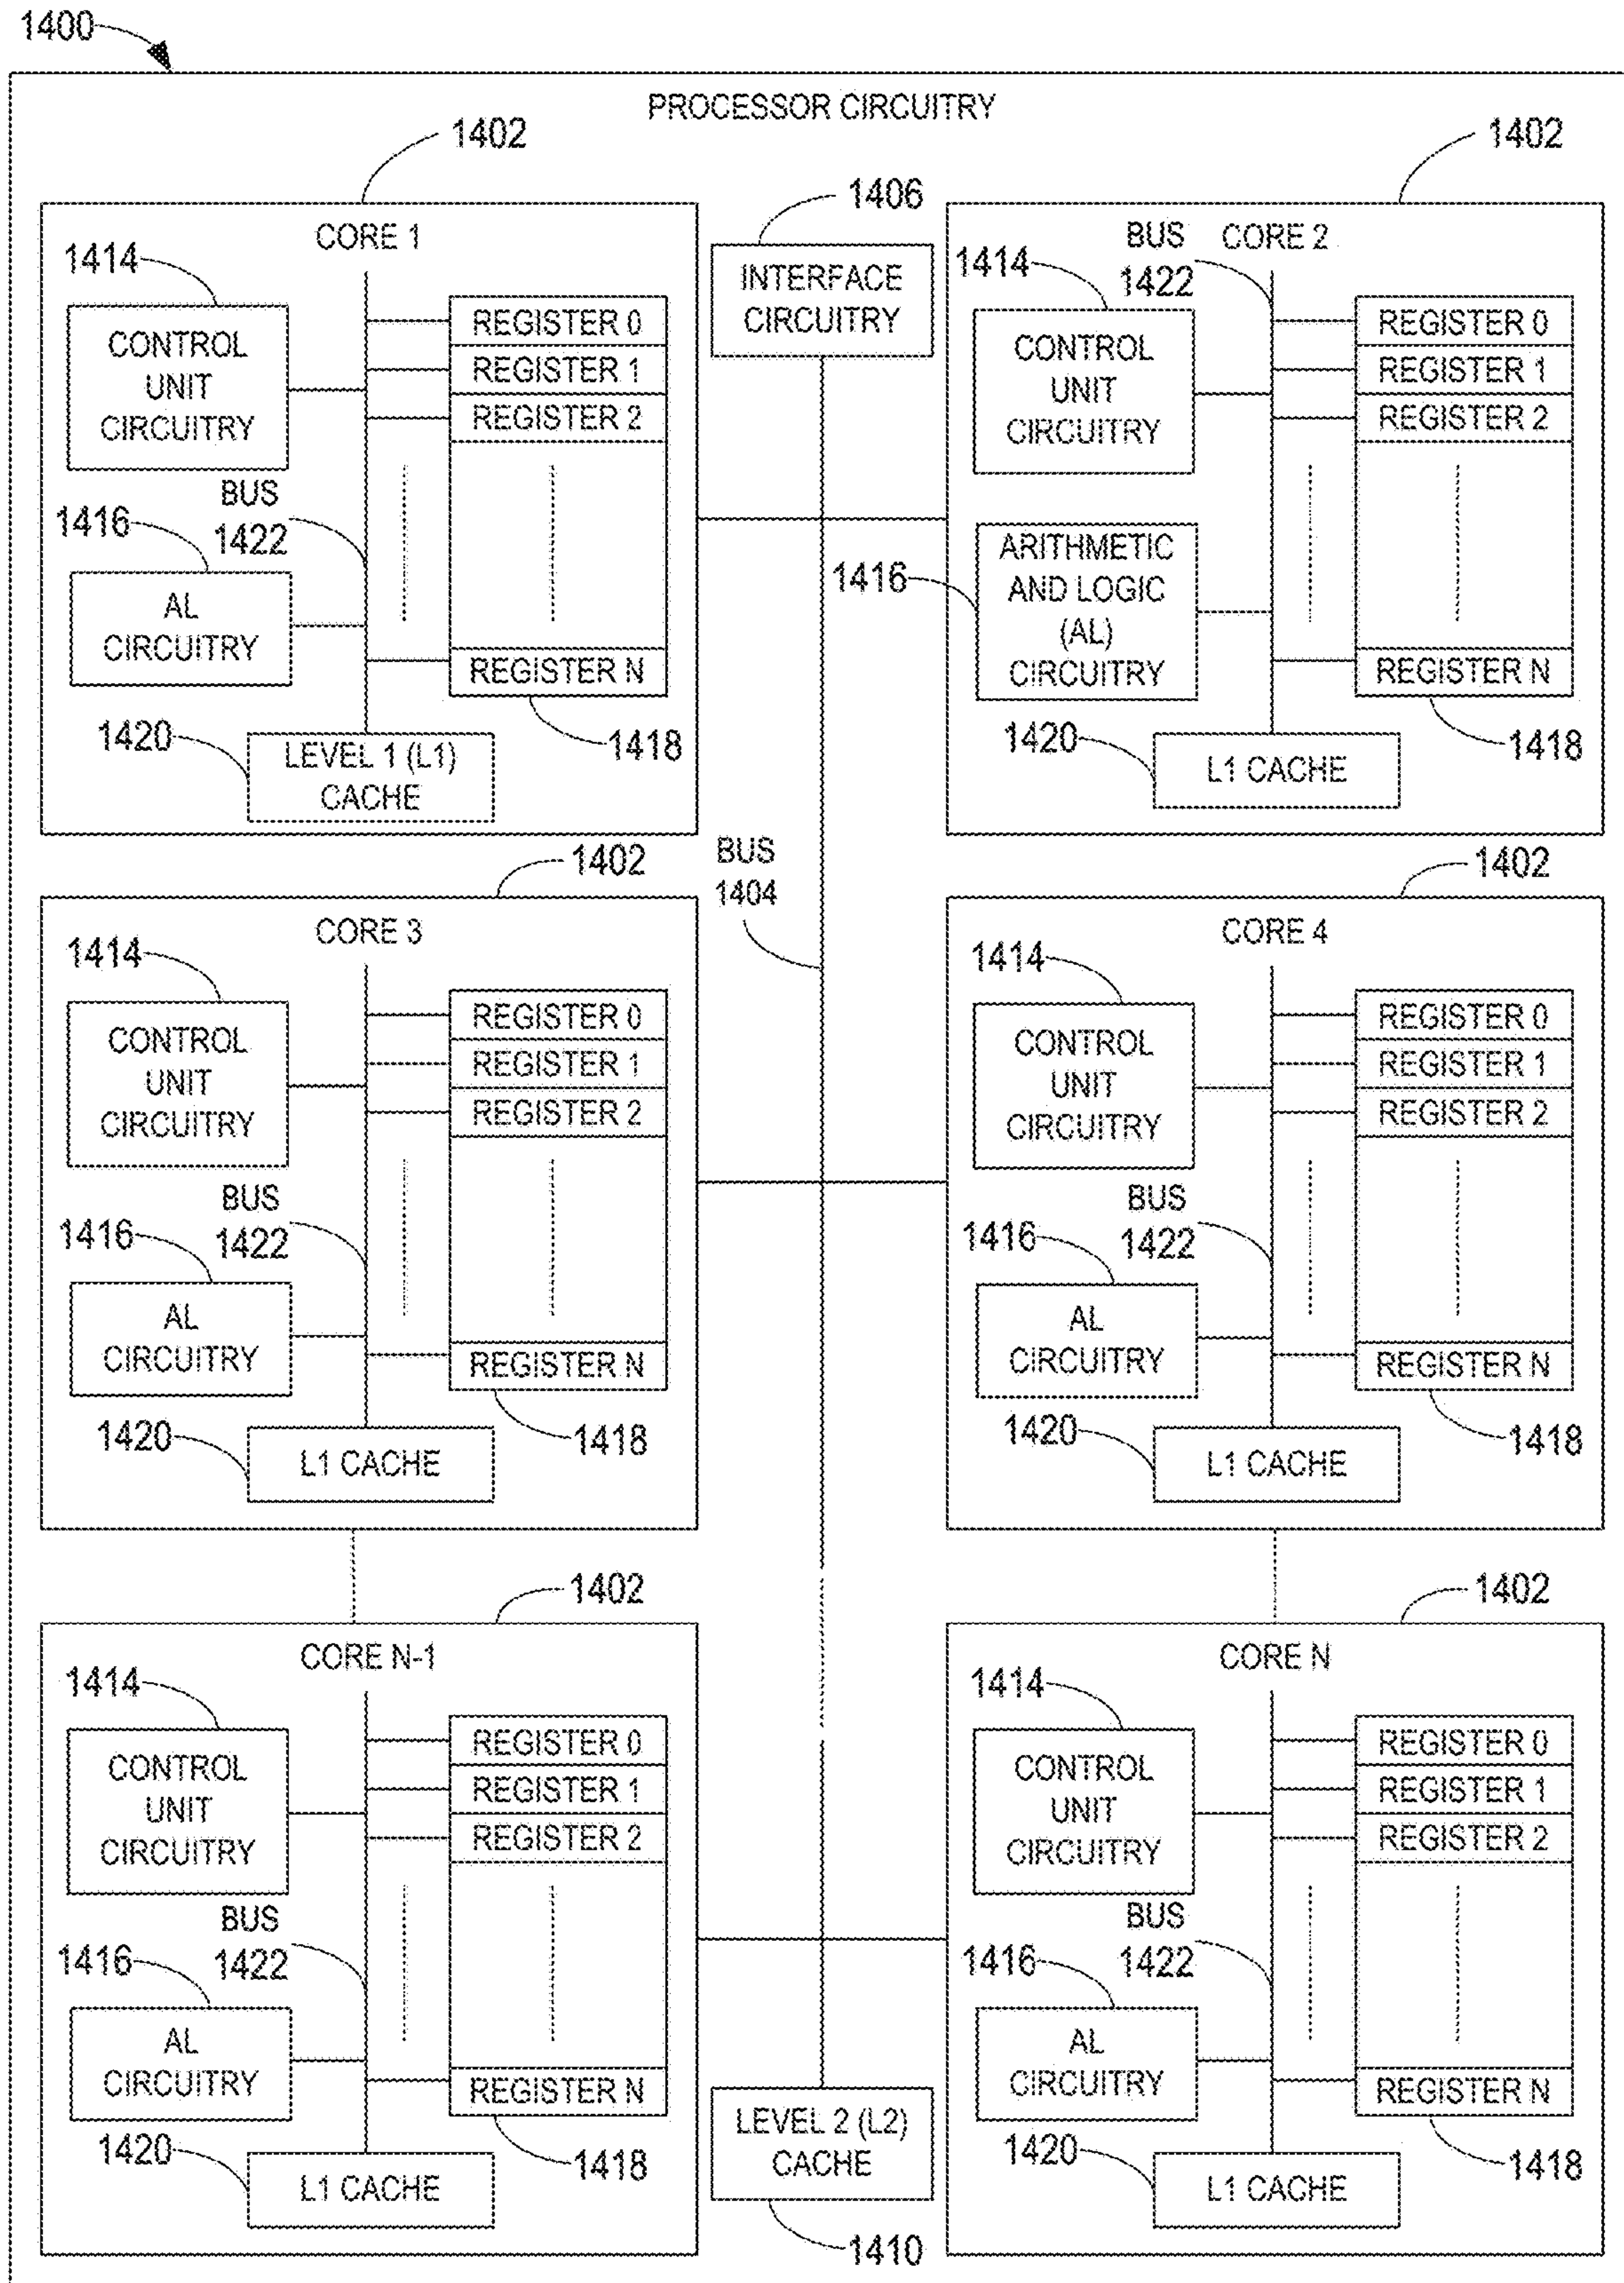 1400
PROCESSOR CIRCUITRY
1402
CORE 1
1414
CONTROL
UNIT
CIRCUITRY
REGISTER 0
REGISTER 1
REGISTER 2
BUS
1422
1416
AL
CIRCUITRY
REGISTER N
1418
1420
LEVEL 1 (L1)
CACHE
1406
INTERFACE
CIRCUITRY
1402
BUS
1422
CORE 2
1414
CONTROL
UNIT
CIRCUITRY
REGISTER 0
REGISTER 1
REGISTER 2
1416
ARITHMETIC
AND LOGIC
(AL)
CIRCUITRY
REGISTER N
1418
1420
L1 CACHE
BUS
1404
1402
CORE 3
1414
CONTROL
UNIT
CIRCUITRY
REGISTER 0
REGISTER 1
REGISTER 2
BUS
1422
1416
AL
CIRCUITRY
REGISTER N
1418
1420
L1 CACHE
1402
CORE 4
1414
CONTROL
UNIT
CIRCUITRY
REGISTER 0
REGISTER 1
REGISTER 2
BUS
1422
1416
AL
CIRCUITRY
REGISTER N
1418
1420
L1 CACHE
1402
CORE N-1
1414
CONTROL
UNIT
CIRCUITRY
REGISTER 0
REGISTER 1
REGISTER 2
BUS
1422
1416
AL
CIRCUITRY
REGISTER N
1418
1420
L1 CACHE
LEVEL 2 (L2)
CACHE
1410
1402
CORE N
1414
CONTROL
UNIT
CIRCUITRY
REGISTER 0
REGISTER 1
REGISTER 2
BUS
1422
1416
AL
CIRCUITRY
REGISTER N
1418
1420
L1 CACHE